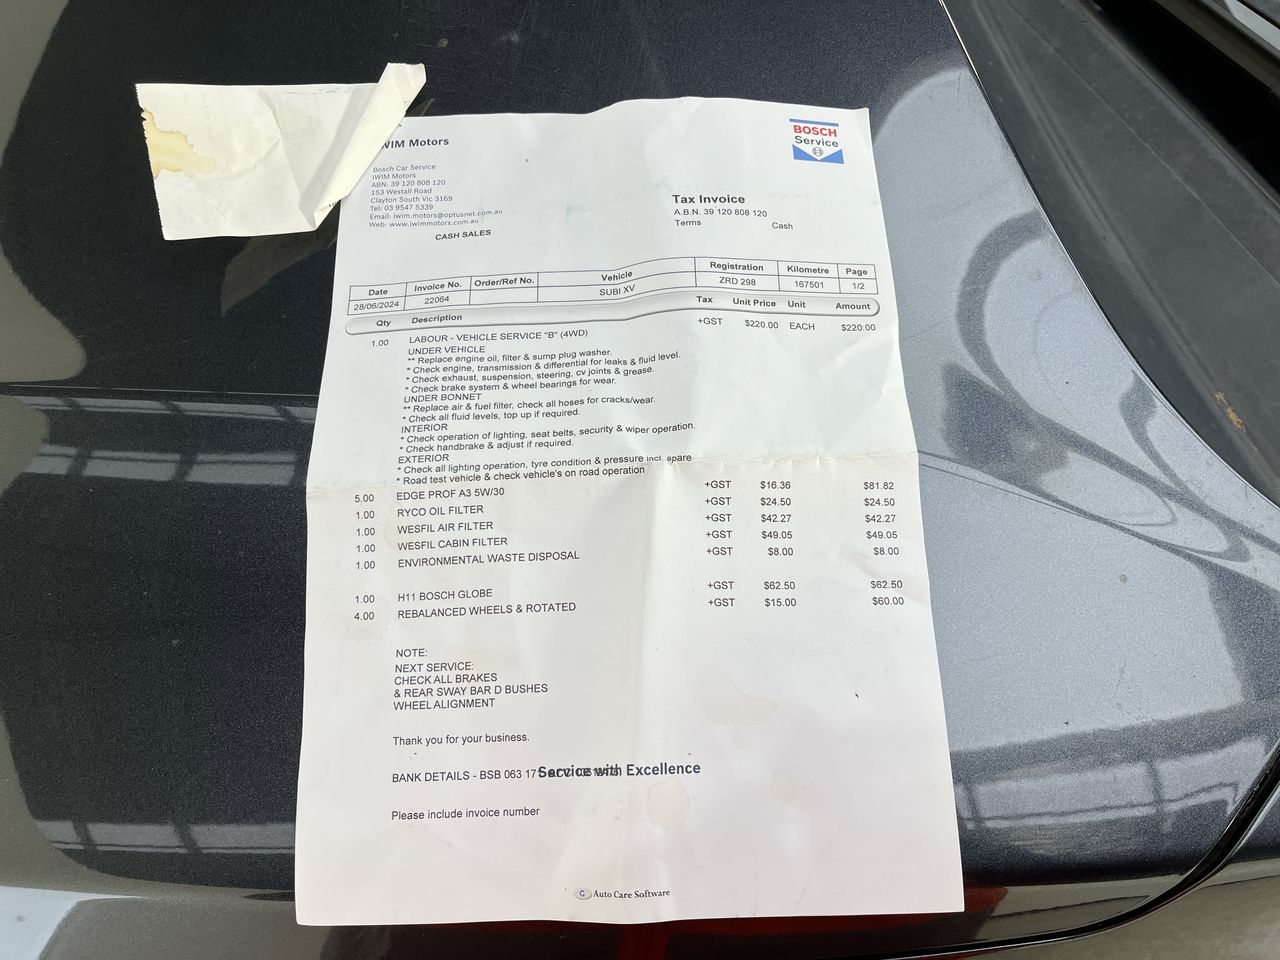 WIM Motors
BOSCH
Service
Bosch Car Service
IWIM Motors
ABN: 39 120 808 120
153 Westall Road
Clayton South Vic 3169
Tel: 03 9547 5339
Email: iwim.motors@optusnet.com.au
Web: www.iwimmotors.com.au
CASH SALES
Tax Invoice
A.B.N. 39 120 808 120
Terms Cash
Date Invoice No. Order/Ref No. Vehicle Registration Kilometre Page
28/06/2024 22064 SUBI XV ZRD 298 167501 1/2
Qty Description Tax Unit Price Unit Amount
1.00 LABOUR - VEHICLE SERVICE "B" (4WD) +GST $220.00 EACH $220.00
UNDER VEHICLE
** Replace engine oil, filter & sump plug washer.
* Check engine, transmission & differential for leaks & fluid level.
* Check exhaust, suspension, steering, cv joints & grease.
* Check brake system & wheel bearings for wear.
UNDER BONNET
** Replace air & fuel filter, check all hoses for cracks/wear.
* Check all fluid levels, top up if required.
INTERIOR
* Check operation of lighting, seat belts, security & wiper operation.
* Check handbrake & adjust if required.
EXTERIOR
* Check all lighting operation, tyre condition & pressure incl. spare
* Road test vehicle & check vehicle's on road operation
5.00 EDGE PROF A3 5W/30 +GST $16.36 $81.82
1.00 RYCO OIL FILTER +GST $24.50 $24.50
1.00 WESFIL AIR FILTER +GST $42.27 $42.27
1.00 WESFIL CABIN FILTER +GST $49.05 $49.05
1.00 ENVIRONMENTAL WASTE DISPOSAL +GST $8.00 $8.00
1.00 H11 BOSCH GLOBE +GST $62.50 $62.50
4.00 REBALANCED WHEELS & ROTATED +GST $15.00 $60.00
NOTE:
NEXT SERVICE:
CHECK ALL BRAKES
& REAR SWAY BAR D BUSHES
WHEEL ALIGNMENT
Thank you for your business.
BANK DETAILS - BSB 063 17
Service with Excellence
Please include invoice number
C Auto Care Software